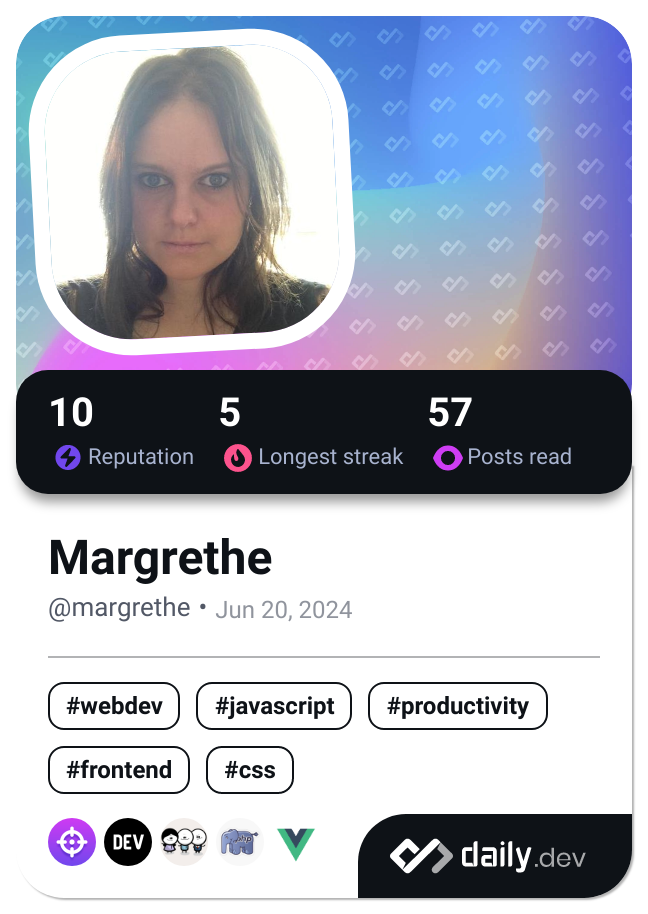 10 5 57
Reputation Longest streak Posts read
Margrethe
@margrethe • Jun 20, 2024
#webdev #javascript #productivity
#frontend #css
DEV php
daily.dev